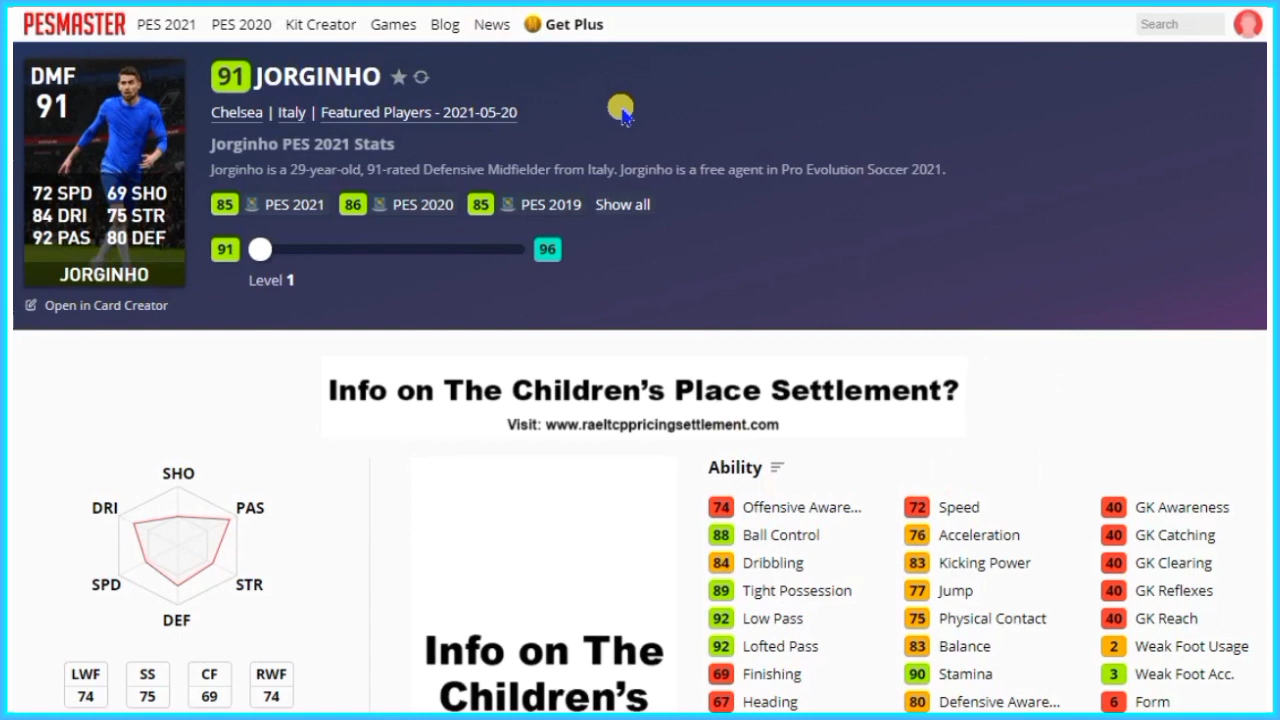 PESMASTER PES 2021 PES 2020 Kit Creator Games Blog News Get Plus Search
DMF
91
72 SPD 69 SHO
84 DRI 75 STR
92 PAS 80 DEF
JORGINHO
Open in Card Creator
91 JORGINHO
Chelsea | Italy | Featured Players - 2021-05-20
Jorginho PES 2021 Stats
Jorginho is a 29-year-old, 91-rated Defensive Midfielder from Italy. Jorginho is a free agent in Pro Evolution Soccer 2021.
85 PES 2021 86 PES 2020 85 PES 2019 Show all
91 96
Level 1
Info on The Children's Place Settlement?
Visit: www.raeltcppricingsettlement.com
SHO
DRI PAS
SPD STR
DEF
LWF SS CF RWF
74 75 69 74
Info on The
Children's
Ability
74 Offensive Aware... 72 Speed 40 GK Awareness
88 Ball Control 76 Acceleration 40 GK Catching
84 Dribbling 83 Kicking Power 40 GK Clearing
89 Tight Possession 77 Jump 40 GK Reflexes
92 Low Pass 75 Physical Contact 40 GK Reach
92 Lofted Pass 83 Balance 2 Weak Foot Usage
69 Finishing 90 Stamina 3 Weak Foot Acc.
67 Heading 80 Defensive Aware... 6 Form